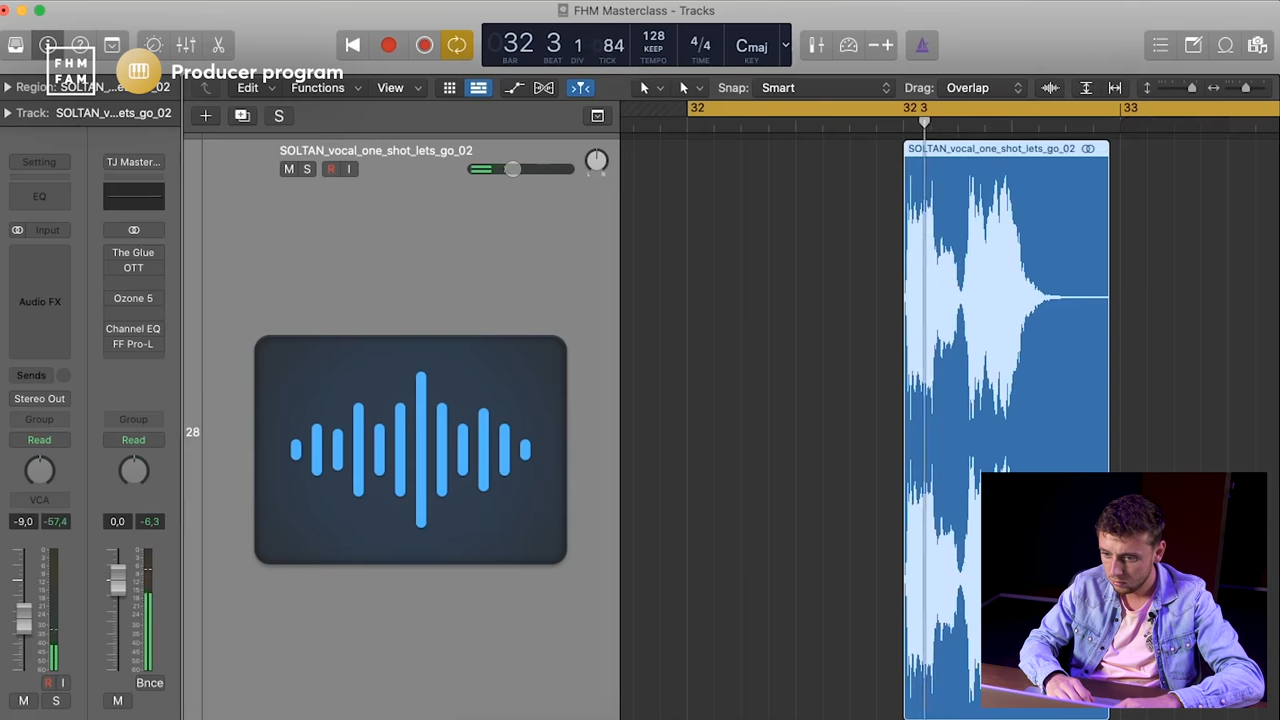 FHM Masterclass - Tracks
32 3 1 84
BAR BEAT DIV TICK
128
KEEP
TEMPO
4/4
TIME
Cmaj
KEY
FHM
FAM
Producer program
Region: SOLTAN_...e_02
Track: SOLTAN_v...ets_go_02
Edit Functions View
Snap: Smart
Drag: Overlap
32
32 3
33
S
SOLTAN_vocal_one_shot_lets_go_02
M S R I
SOLTAN_vocal_one_shot_lets_go_02
28
Setting
TJ Master...
EQ
Input
The Glue
OTT
Audio FX
Ozone 5
Channel EQ
FF Pro-L
Sends
Stereo Out
Group
Group
Read
Read
VCA
-9,0 -57,4
0,0 -6,3
R I
Bnce
M S
M